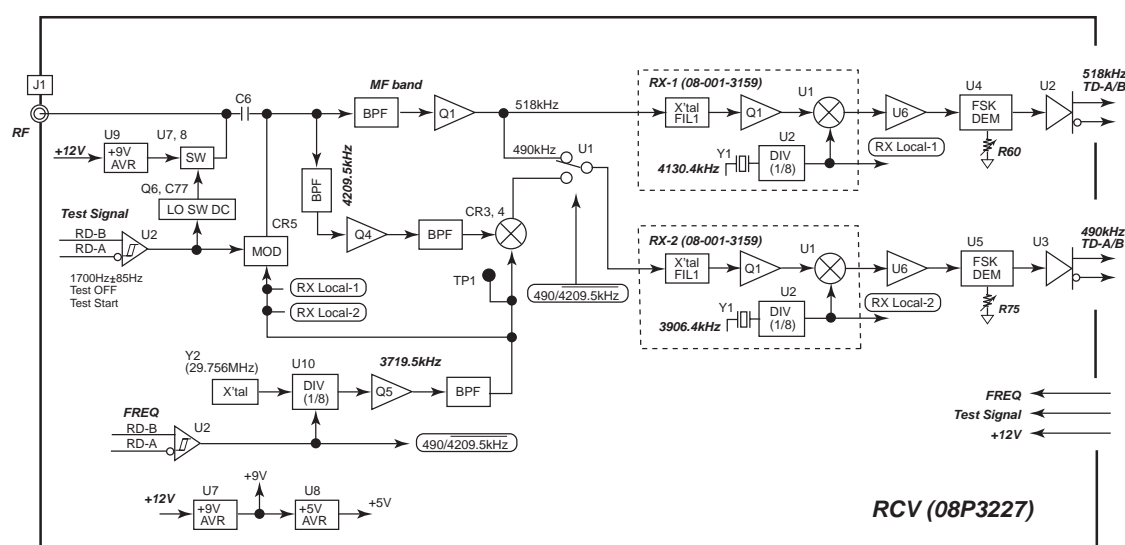 J1
RF
C6
MF band
BPF
Q1
518kHz
490kHz
U1
RX-1 (08-001-3159)
X'tal
FIL1
Q1
U1
Y1
4130.4kHz
U2
DIV
(1/8)
U6
RX Local-1
U4
FSK
DEM
R60
U2
518kHz
TD-A/B
U9
+12V
+9V
AVR
U7, 8
SW
Q6, C77
LO SW DC
Test Signal
RD-B
RD-A
U2
1700Hz±85Hz
Test OFF
Test Start
CR5
MOD
BPF
4209.5kHz
Q4
BPF
CR3, 4
TP1
RX Local-1
RX Local-2
490/4209.5kHz
RX-2 (08-001-3159)
X'tal
FIL1
Q1
U1
Y1
3906.4kHz
U2
DIV
(1/8)
U6
RX Local-2
U5
FSK
DEM
R75
U3
490kHz
TD-A/B
Y2
(29.756MHz)
X'tal
U10
DIV
(1/8)
3719.5kHz
Q5
BPF
FREQ
RD-B
RD-A
U2
490/4209.5kHz
FREQ
Test Signal
+12V
+12V
U7
+9V
AVR
+9V
U8
+5V
AVR
+5V
RCV (08P3227)